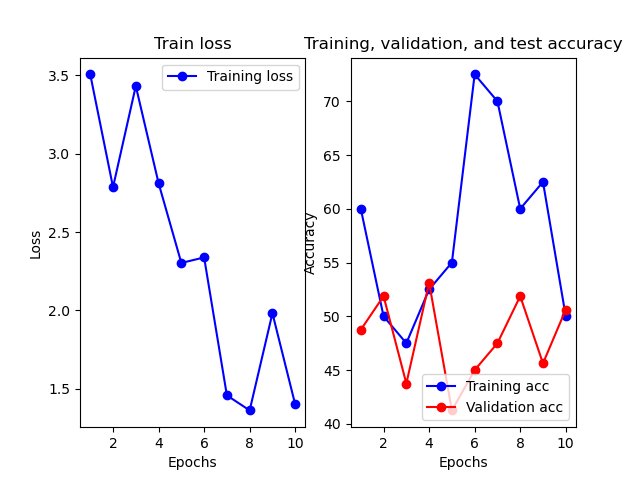 Train loss
Training loss
3.5
3.0
2.5
2.0
1.5
Loss
2 4 6 8 10
Epochs
Training, validation, and test accuracy
70
65
60
55
50
45
40
Accuracy
Training acc
Validation acc
2 4 6 8 10
Epochs